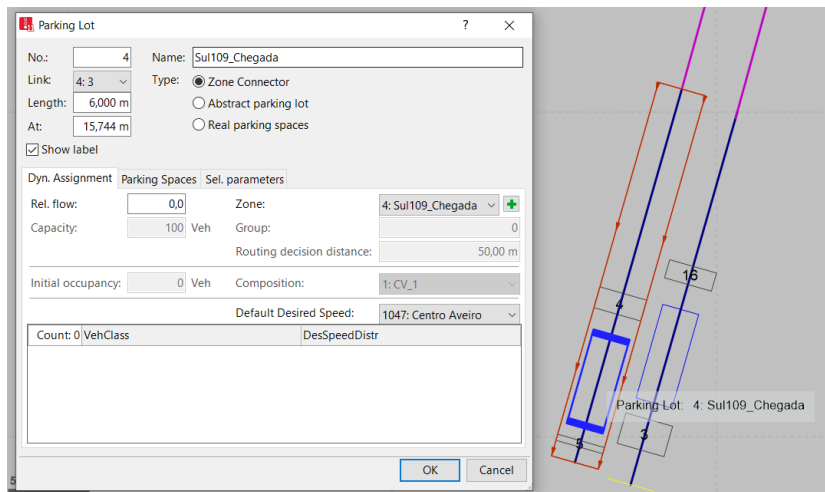 Parking Lot ? ×
No.: 4 Name: Sul109_Chegada
Link: 4: 3 Type: Zone Connector
Length: 6,000 m Abstract parking lot
At: 15,744 m Real parking spaces
Show label
Dyn. Assignment Parking Spaces Sel. parameters
Rel. flow: 0,0 Zone: 4: Sul109_Chegada
Capacity: 100 Veh Group: 0
Routing decision distance: 50,00 m
Initial occupancy: 0 Veh Composition: 1: CV_1
Default Desired Speed: 1047: Centro Aveiro
Count: 0 VehClass DesSpeedDistr
OK Cancel
16
4
Parking Lot: 4: Sul109_Chegada
3
5
5